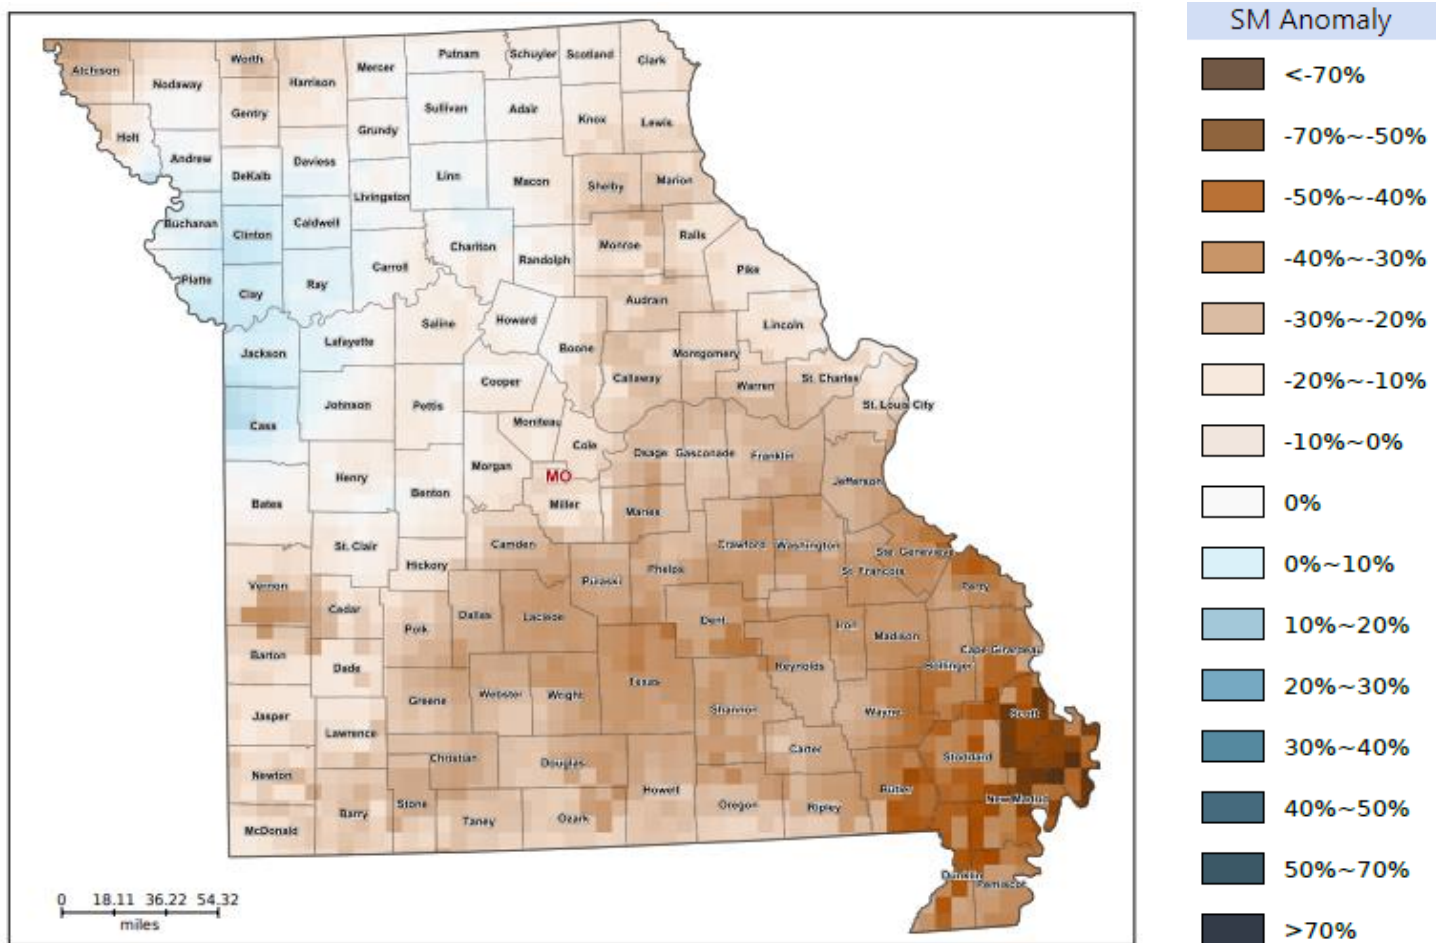 SM Anomaly
<-70%
-70%~-50%
-50%~-40%
-40%~-30%
-30%~-20%
-20%~-10%
-10%~0%
0%
0%~10%
10%~20%
20%~30%
30%~40%
40%~50%
50%~70%
>70%
Atchison
Nodaway
Worth
Harrison
Mercer
Putnam
Schuyler
Scotland
Clark
Gentry
Sullivan
Adair
Knox
Lewis
Holt
Andrew
Grundy
DeKalb
Daviess
Linn
Macon
Shelby
Marion
Livingston
Buchanan
Clinton
Caldwell
Chariton
Randolph
Monroe
Ralls
Carroll
Pike
Platte
Clay
Ray
Audrain
Saline
Howard
Lincoln
Jackson
Lafayette
Boone
Montgomery
Cooper
Callaway
Warren
St. Charles
Johnson
Pettis
St. Louis City
Cass
Moniteau
Cole
Osage
Gasconade
Franklin
Morgan
MO
Henry
Benton
Jefferson
Bates
Miller
Maries
St. Clair
Camden
Crawford
Washington
Ste. Genevieve
Hickory
Pulaski
Phelps
St. Francois
Vernon
Perry
Cedar
Polk
Dallas
Laclede
Dent
Iron
Madison
Barton
Dade
Cape Girardeau
Reynolds
Bollinger
Texas
Greene
Webster
Wright
Shannon
Wayne
Scott
Jasper
Lawrence
Carter
Christian
Douglas
Stoddard
Newton
Howell
Butler
New Madrid
Barry
Stone
Taney
Ozark
Oregon
Ripley
McDonald
Dunklin
Pemiscot
0 18.11 36.22 54.32
miles